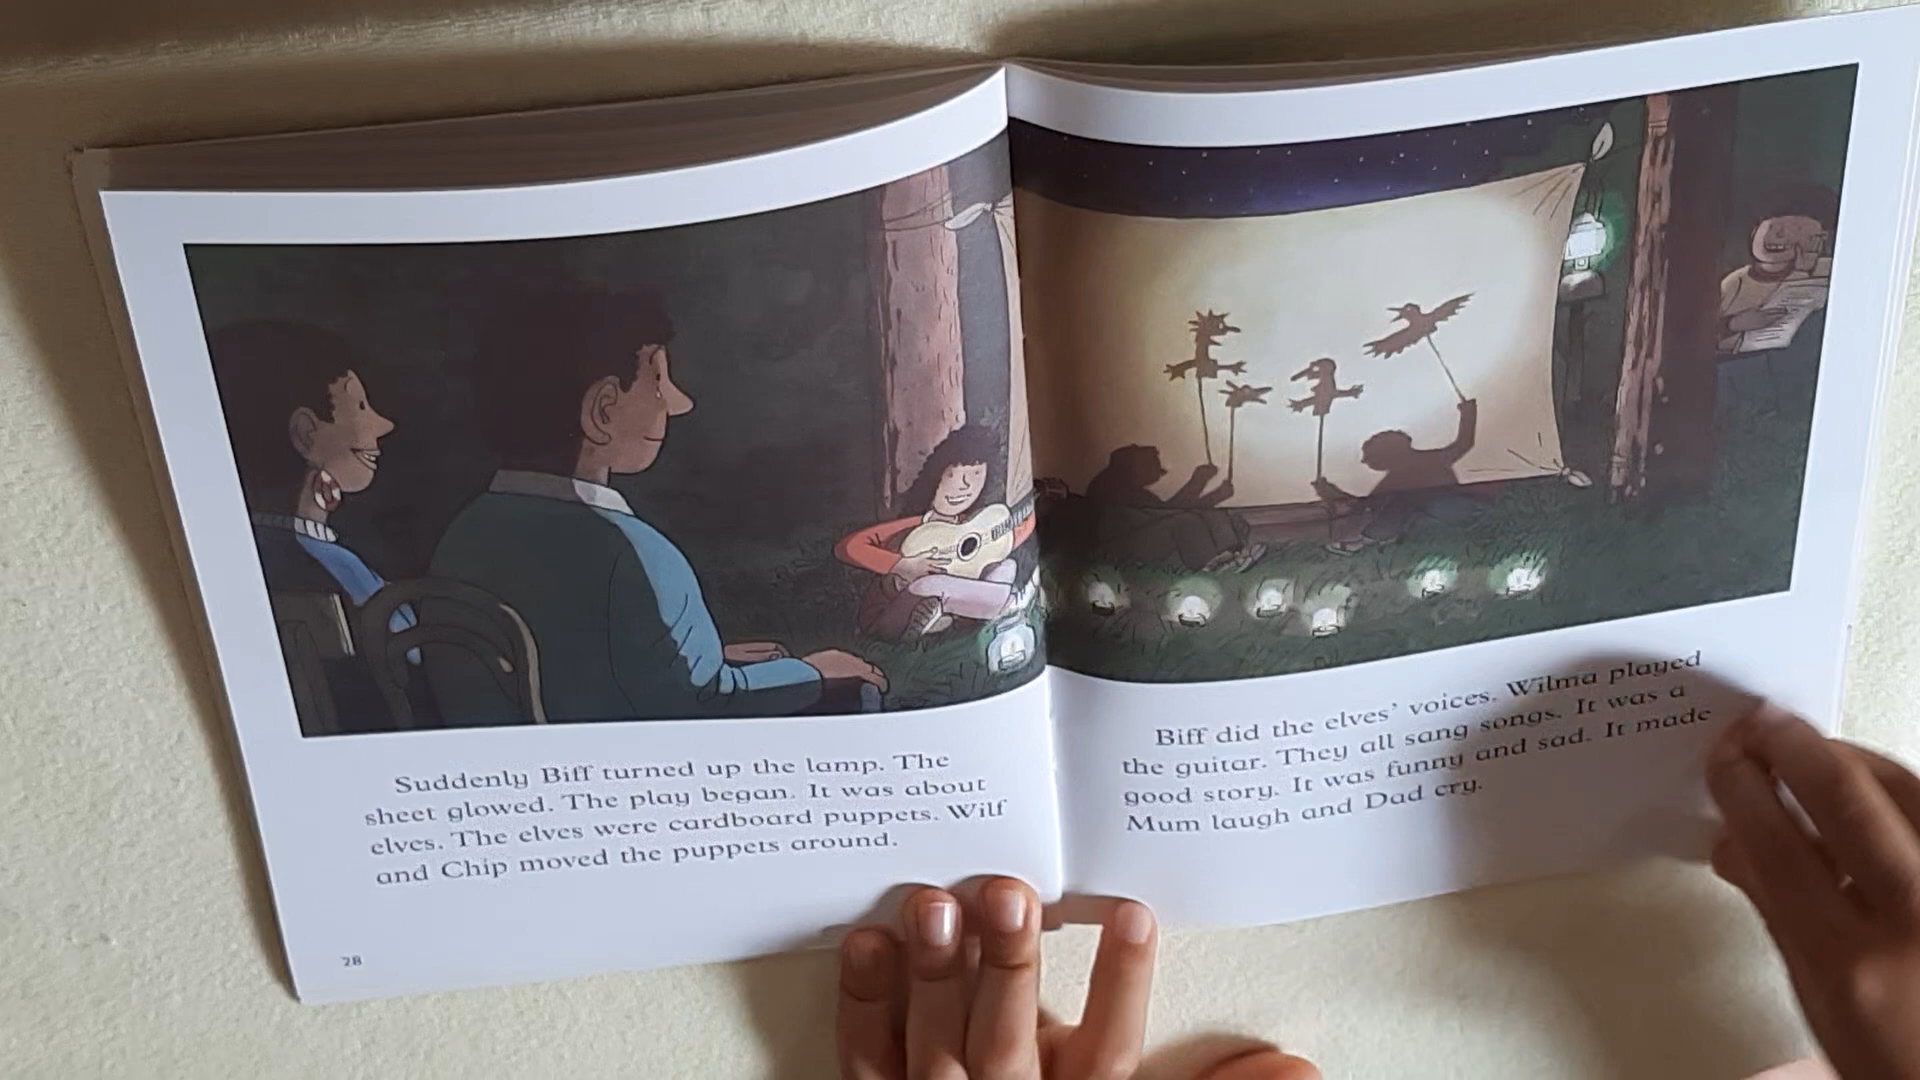 Suddenly Biff turned up the lamp. The
sheet glowed. The play began. It was about
elves. The elves were cardboard puppets. Wilf
and Chip moved the puppets around.
28
Biff did the elves' voices. Wilma played
the guitar. They all sang songs. It was a
good story. It was funny and sad. It made
Mum laugh and Dad cry.